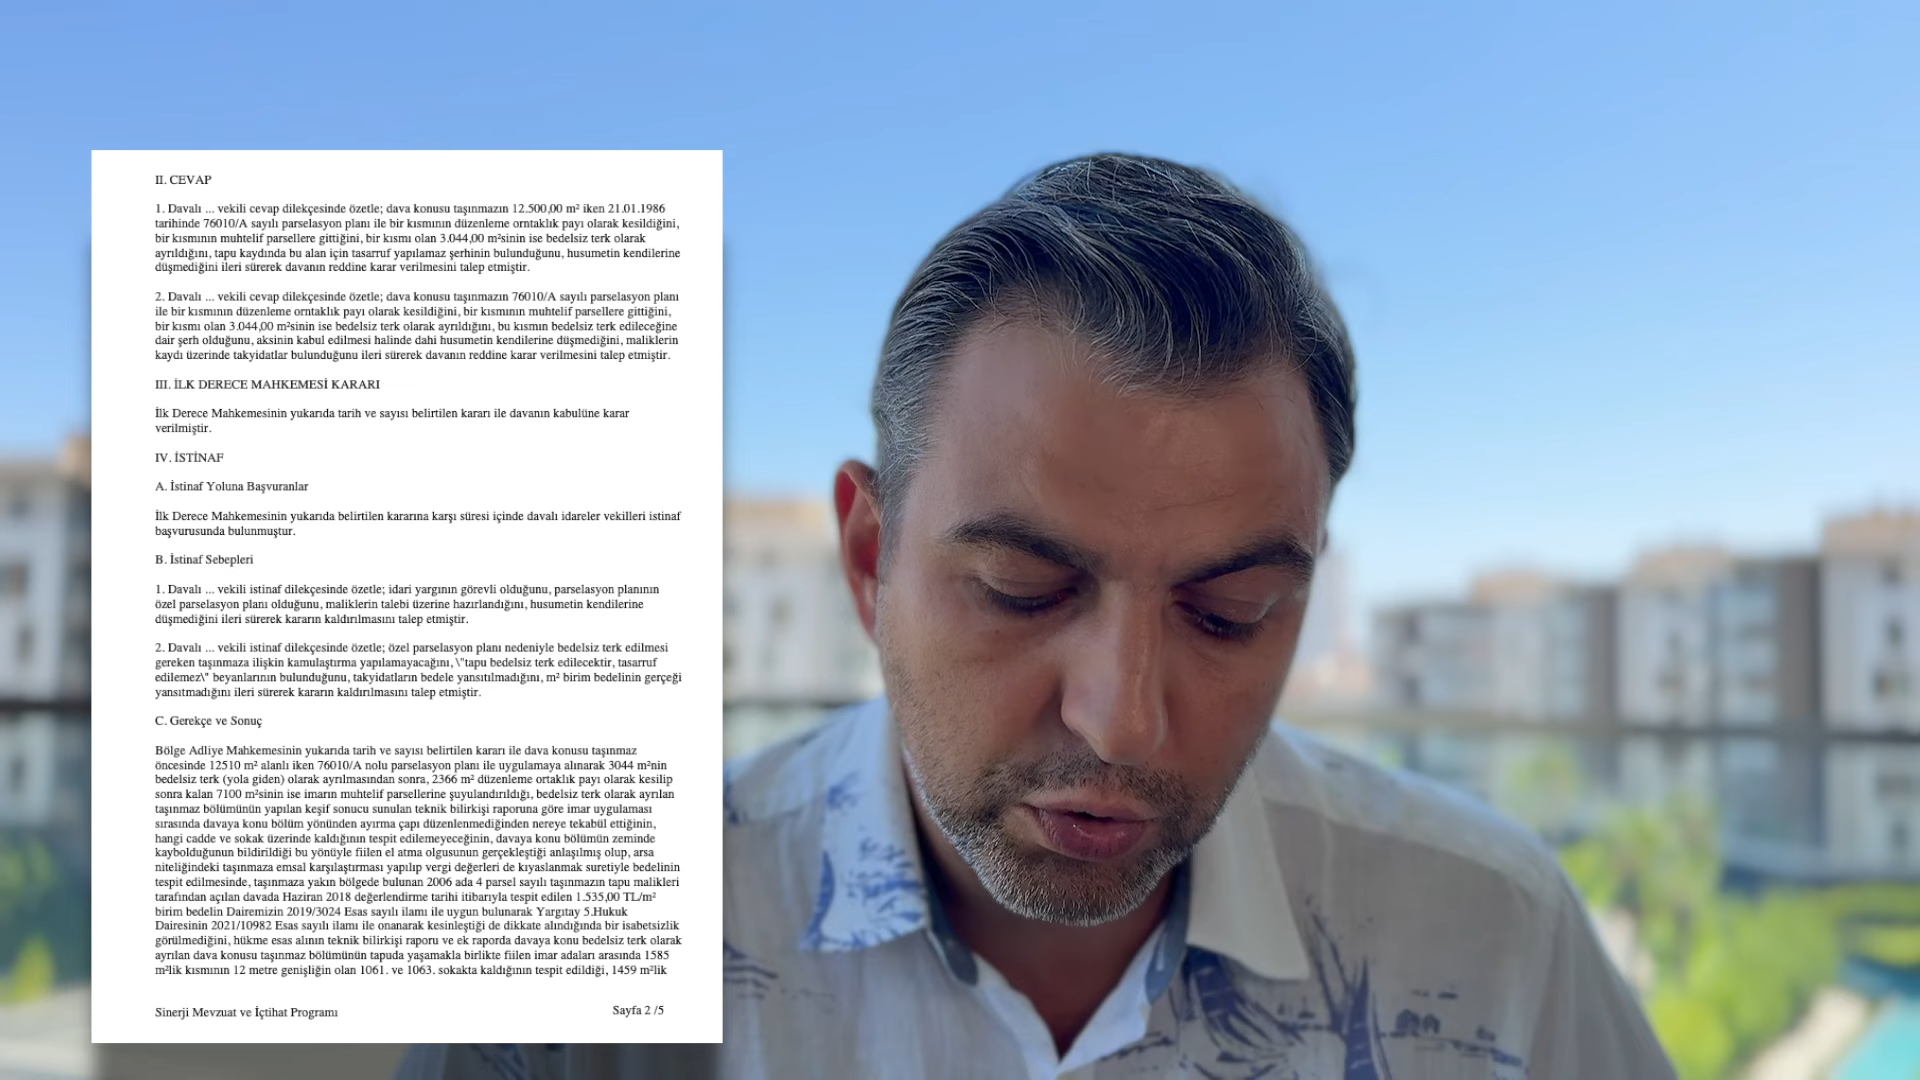 II. CEVAP
1. Davalı ... vekili cevap dilekçesinde özetle; dava konusu taşınmazın 12.500,00 m² iken 21.01.1986
tarihinde 76010/A sayılı parselasyon planı ile bir kısmının düzenleme orntaklık payı olarak kesildiğini,
bir kısmının muhtelif parsellere gittiğini, bir kısmı olan 3.044,00 m²sinin ise bedelsiz terk olarak
ayrıldığını, tapu kaydında bu alan için tasarruf yapılamaz şerhinin bulunduğunu, husumetin kendilerine
düşmediğini ileri sürerek davanın reddine karar verilmesini talep etmiştir.
2. Davalı ... vekili cevap dilekçesinde özetle; dava konusu taşınmazın 76010/A sayılı parselasyon planı
ile bir kısmının düzenleme orntaklık payı olarak kesildiğini, bir kısmının muhtelif parsellere gittiğini,
bir kısmı olan 3.044,00 m²sinin ise bedelsiz terk olarak ayrıldığını, bu kısmın bedelsiz terk edileceğine
dair şerh olduğunu, aksinin kabul edilmesi halinde dahi husumetin kendilerine düşmediğini, maliklerin
kaydı üzerinde takyidatlar bulunduğunu ileri sürerek davanın reddine karar verilmesini talep etmiştir.
III. İLK DERECE MAHKEMESİ KARARI
İlk Derece Mahkemesinin yukarıda tarih ve sayısı belirtilen kararı ile davanın kabulüne karar
verilmiştir.
IV. İSTİNAF
A. İstinaf Yoluna Başvuranlar
İlk Derece Mahkemesinin yukarıda belirtilen kararına karşı süresi içinde davalı idareler vekilleri istinaf
başvurusunda bulunmuştur.
B. İstinaf Sebepleri
1. Davalı ... vekili istinaf dilekçesinde özetle; idari yargının görevli olduğunu, parselasyon planının
özel parselasyon planı olduğunu, maliklerin talebi üzerine hazırlandığını, husumetin kendilerine
düşmediğini ileri sürerek kararın kaldırılmasını talep etmiştir.
2. Davalı ... vekili istinaf dilekçesinde özetle; özel parselasyon planı nedeniyle bedelsiz terk edilmesi
gereken taşınmaza ilişkin kamulaştırma yapılamayacağını, \"tapu bedelsiz terk edilecektir, tasarruf
edilemez\" beyanlarının bulunduğunu, takyidatların bedele yansıtılmadığını, m² birim bedelinin gerçeği
yansıtmadığını ileri sürerek kararın kaldırılmasını talep etmiştir.
C. Gerekçe ve Sonuç
Bölge Adliye Mahkemesinin yukarıda tarih ve sayısı belirtilen kararı ile dava konusu taşınmaz
öncesinde 12510 m² alanlı iken 76010/A nolu parselasyon planı ile uygulamaya alınarak 3044 m²nin
bedelsiz terk (yola giden) olarak ayrılmasından sonra, 2366 m² düzenleme ortaklık payı olarak kesilip
sonra kalan 7100 m²sinin ise imarın muhtelif parsellerine şuyulandırıldığı, bedelsiz terk olarak ayrılan
taşınmaz bölümünün yapılan keşif sonucu sunulan teknik bilirkişi raporuna göre imar uygulaması
sırasında davaya konu bölüm yönünden ayırma çapı düzenlenmediğinden nereye tekabül ettiğinin,
hangi cadde ve sokak üzerinde kaldığının tespit edilemeyeceğinin, davaya konu bölümün zeminde
kaybolduğunun bildirildiği bu yönüyle fiilen el atma olgusunun gerçekleştiği anlaşılmış olup, arsa
niteliğindeki taşınmaza emsal karşılaştırması yapılıp vergi değerleri de kıyaslanmak suretiyle bedelinin
tespit edilmesinde, taşınmaza yakın bölgede bulunan 2006 ada 4 parsel sayılı taşınmazın tapu malikleri
tarafından açılan davada Haziran 2018 değerlendirme tarihi itibarıyla tespit edilen 1.535,00 TL/m²
birim bedelin Dairemizin 2019/3024 Esas sayılı ilamı ile uygun bulunarak Yargıtay 5.Hukuk
Dairesinin 2021/10982 Esas sayılı ilamı ile onanarak kesinleştiği de dikkate alındığında bir isabetsizlik
görülmediğini, hükme esas alının teknik bilirkişi raporu ve ek raporda davaya konu bedelsiz terk olarak
ayrılan dava konusu taşınmaz bölümünün tapuda yaşamakla birlikte fiilen imar adaları arasında 1585
m²lik kısmının 12 metre genişliğin olan 1061. ve 1063. sokakta kaldığının tespit edildiği, 1459 m²lik
Sinerji Mevzuat ve İçtihat Programı
Sayfa 2 /5